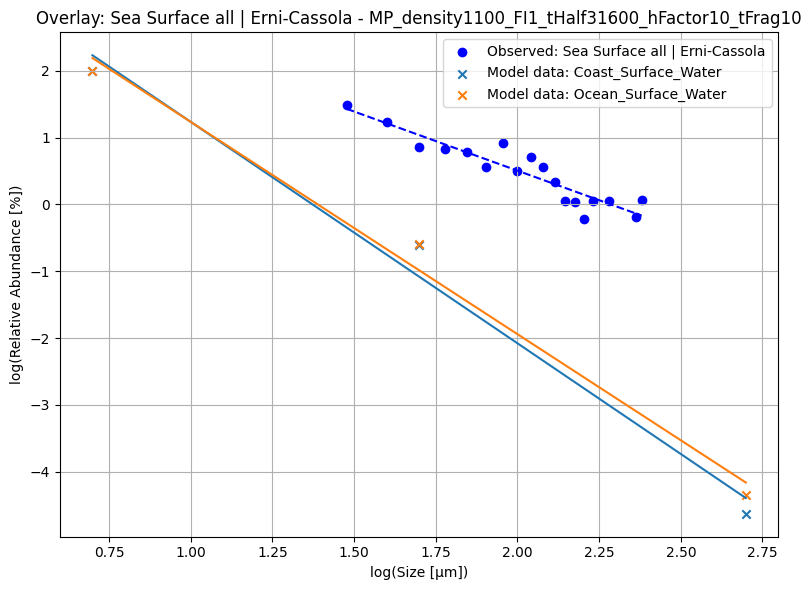 Overlay: Sea Surface all | Erni-Cassola - MP_density1100_FI1_tHalf31600_hFactor10_tFrag10
Observed: Sea Surface all | Erni-Cassola
Model data: Coast_Surface_Water
Model data: Ocean_Surface_Water
log(Relative Abundance [%])
2
1
0
−1
−2
−3
−4
0.75
1.00
1.25
1.50
1.75
2.00
2.25
2.50
2.75
log(Size [μm])